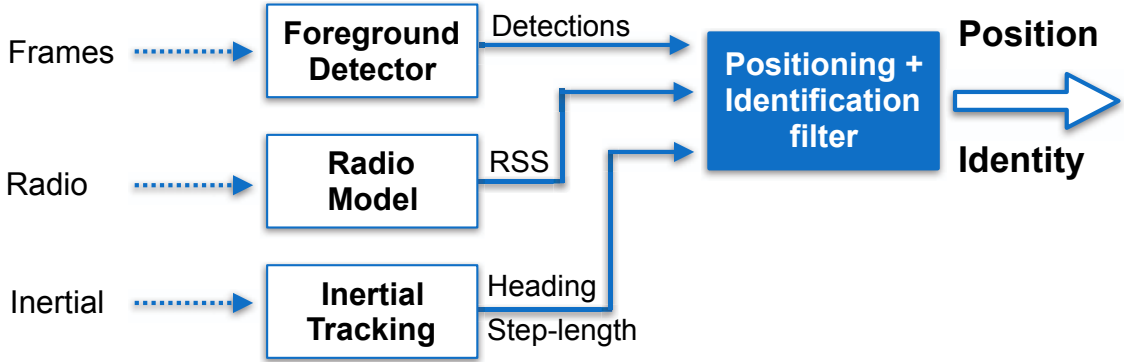 Frames
Foreground
Detector
Detections
Radio
Radio
Model
RSS
Inertial
Inertial
Tracking
Heading
Step-length
Positioning +
Identification
filter
Position
Identity